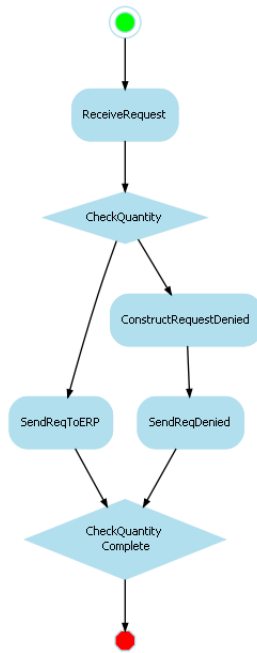 ReceiveRequest
CheckQuantity
ConstructRequestDenied
SendReqToERP
SendReqDenied
CheckQuantity
Complete